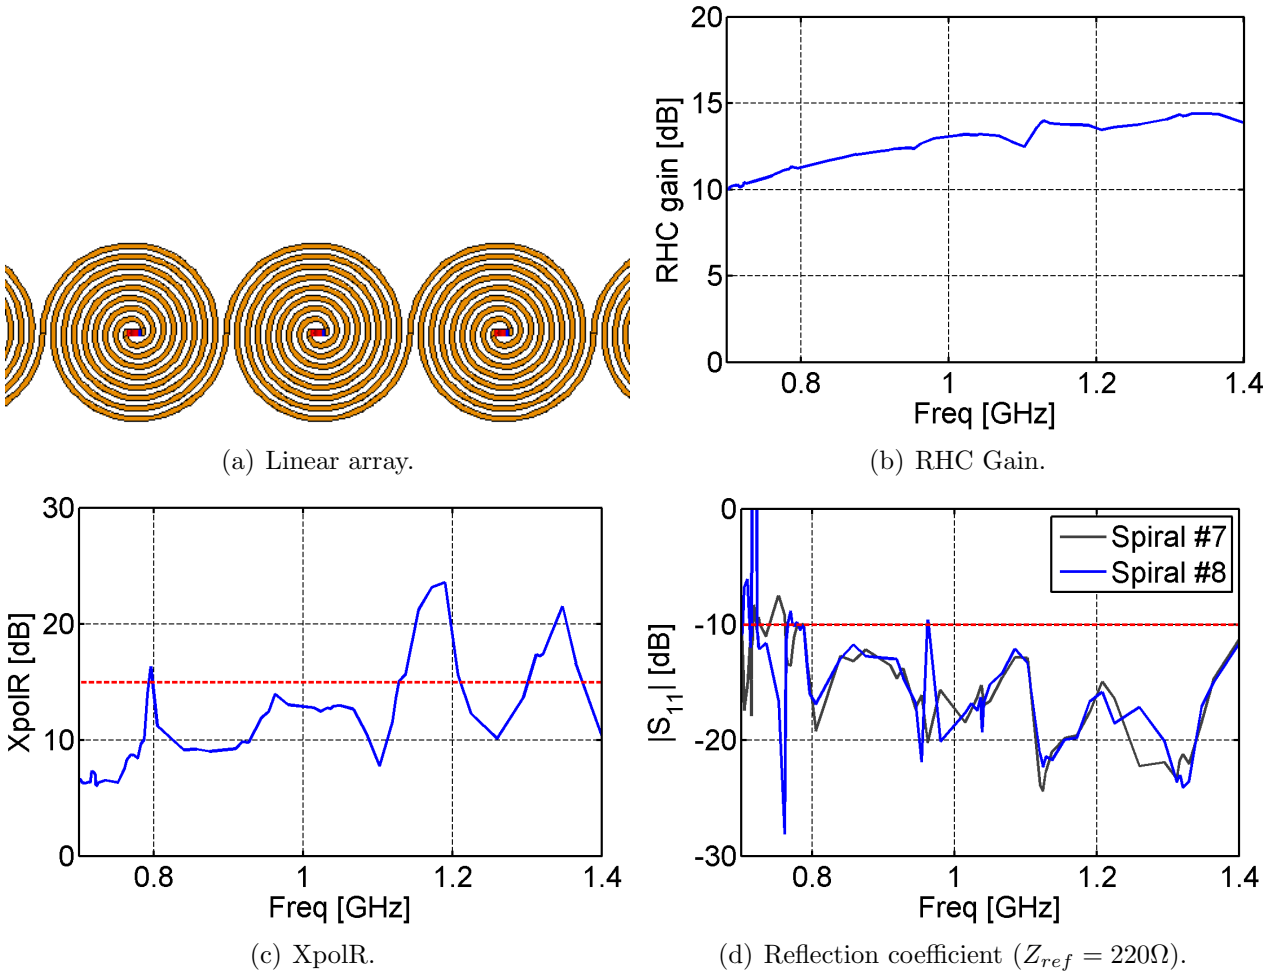 20
15
10
5
0
RHC gain [dB]
0.8 1 1.2 1.4
Freq [GHz]
(a) Linear array.
(b) RHC Gain.
30
20
10
0
XpolR [dB]
0.8 1 1.2 1.4
Freq [GHz]
(c) XpolR.
0
-10
-20
-30
|S11| [dB]
Spiral #7
Spiral #8
0.8 1 1.2 1.4
Freq [GHz]
(d) Reflection coefficient (Zref = 220Ω).